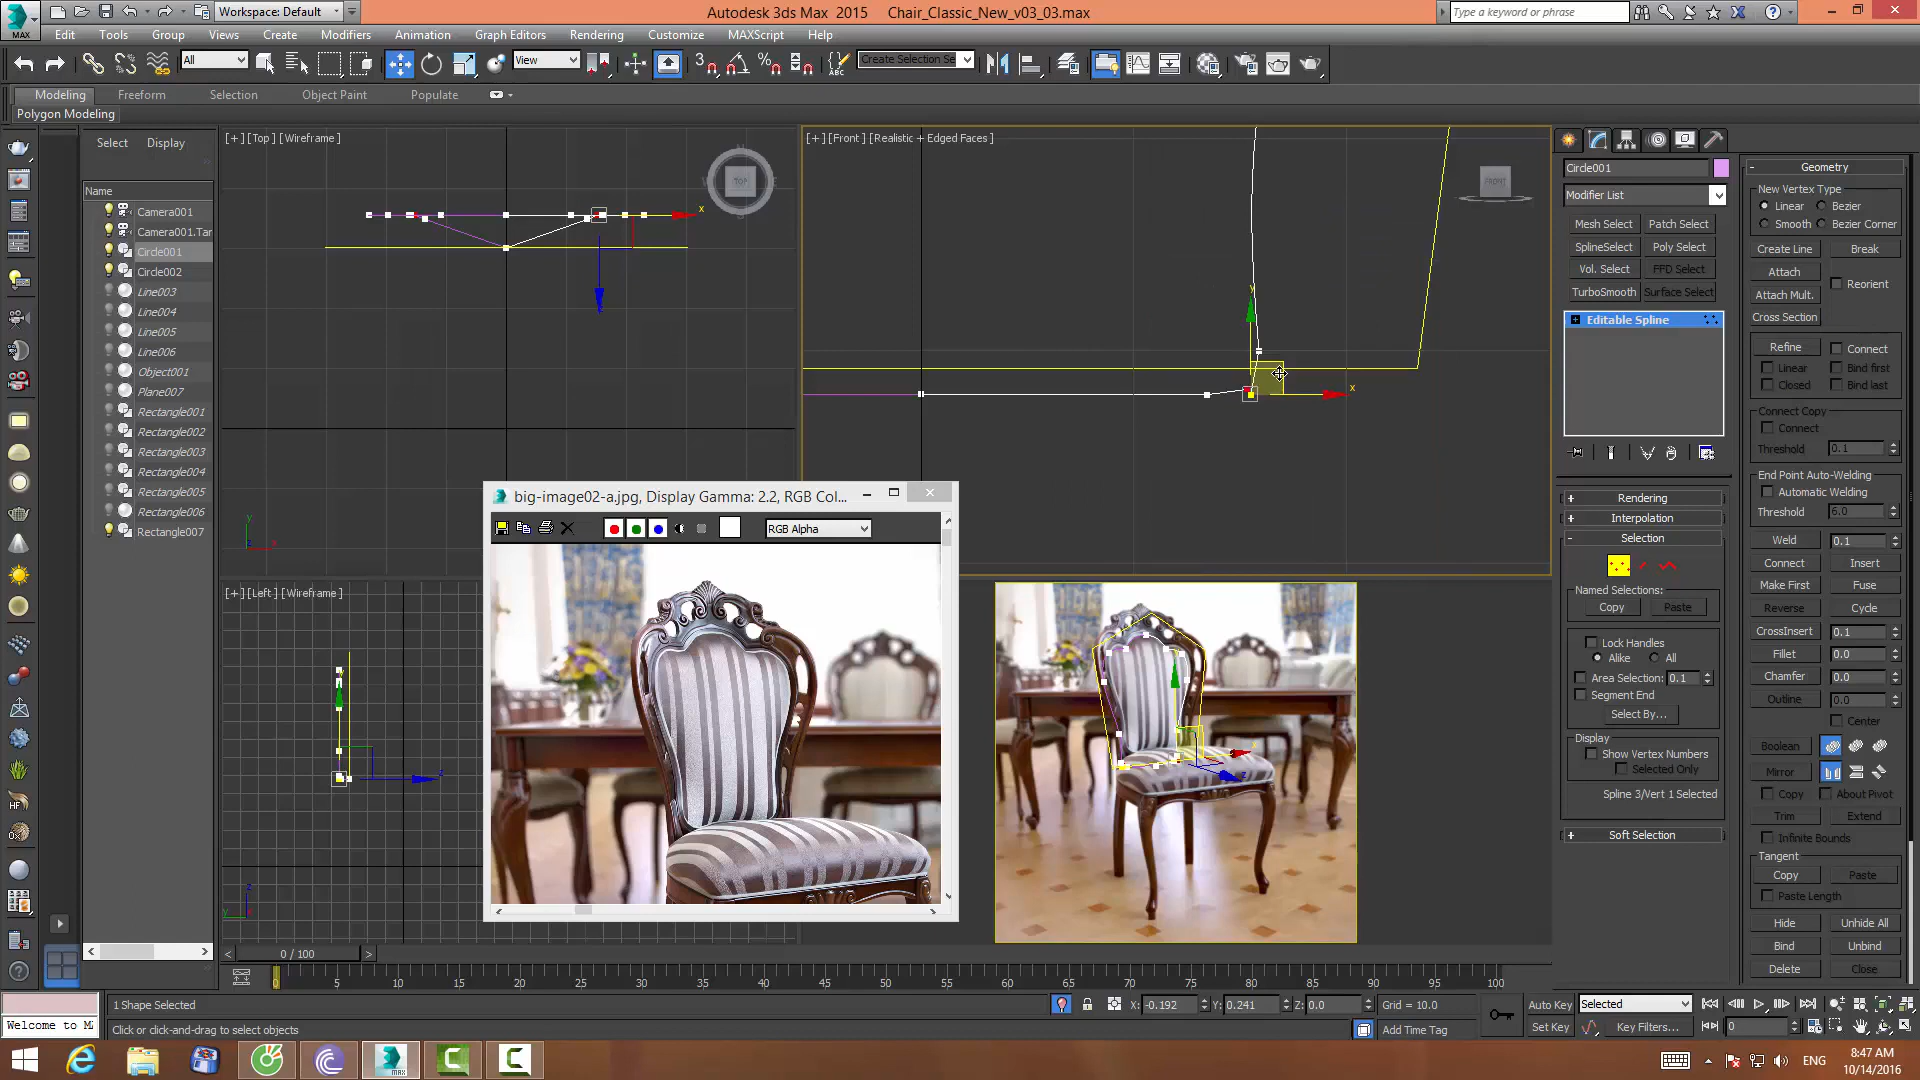 Workspace: Default
Autodesk 3ds Max 2015 Chair_Classic_New_v03_03.max
Type a keyword or phrase
MAX
Edit Tools Group Views Create Modifiers Animation Graph Editors Rendering Customize MAXScript Help
All
View
Create Selection Se
Modeling Freeform Selection Object Paint Populate
Polygon Modeling
Select Display
Name
Camera001
Camera001.Tar
Circle001
Circle002
Line003
Line004
Line005
Line006
Object001
Plane007
Rectangle001
Rectangle002
Rectangle003
Rectangle004
Rectangle005
Rectangle006
Rectangle007
[+] [Top] [Wireframe]
TOP
x
[+] [Front] [Realistic + Edged Faces]
FRONT
y
x
[+] [Left] [Wireframe]
big-image02-a.jpg, Display Gamma: 2.2, RGB Col...
RGB Alpha
Circle001
Modifier List
Mesh Select Patch Select
SplineSelect Poly Select
Vol. Select FFD Select
TurboSmooth Surface Select
Editable Spline
+ Rendering
+ Interpolation
- Selection
Named Selections:
Copy Paste
Lock Handles
Alike All
Area Selection: 0.1
Segment End
Select By...
Display
Show Vertex Numbers
Selected Only
Spline 3/Vert 1 Selected
+ Soft Selection
- Geometry
New Vertex Type
Linear Bezier
Smooth Bezier Corner
Create Line Break
Attach Reorient
Attach Mult.
Cross Section
Refine Connect
Linear Bind first
Closed Bind last
Connect Copy
Connect
Threshold 0.1
End Point Auto-Welding
Automatic Welding
Threshold 6.0
Weld 0.1
Connect Insert
Make First Fuse
Reverse Cycle
CrossInsert 0.1
Fillet 0.0
Chamfer 0.0
Outline 0.0
Center
Boolean
Mirror
Copy About Pivot
Trim Extend
Infinite Bounds
Tangent
Copy Paste
Paste Length
Hide Unhide All
Bind Unbind
Delete Close
< 0 / 100 >
0 5 10 15 20 25 30 35 40 45 50 55 60 65 70 75 80 85 90 95 100
1 Shape Selected
X: -0.192 Y: 0.241 Z: 0.0 Grid = 10.0
Auto Key Selected
Welcome to M
Click or click-and-drag to select objects
Add Time Tag
Set Key Key Filters... 0
ENG
8:47 AM
10/14/2016